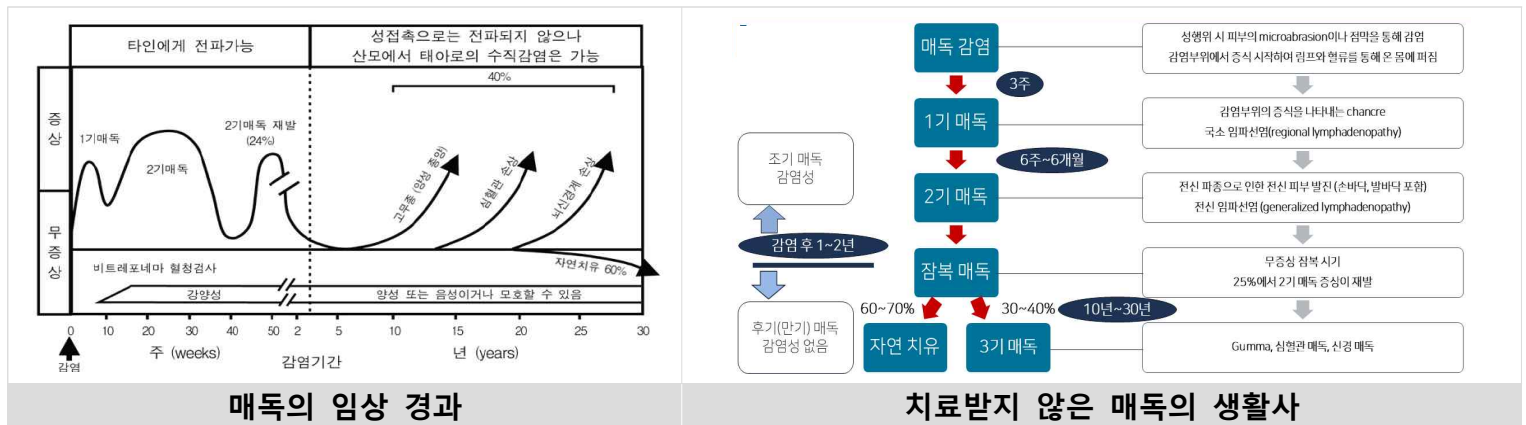 타인에게 전파가능
성접촉으로는 전파되지 않으나
산모에서 태아로의 수직감염은 가능
40%
증
상
1기매독
2기매독
2기매독 재발
(24%)
고무종 (양성 종양)
심혈관 손상
뇌신경계 손상
무
증
상
자연치유 60%
비트레포네마 혈청검사
강양성
양성 또는 음성이거나 모호할 수 있음
0 10 20 30 40 50 2 5 10 15 20 25 30
주 (weeks)
감염기간
년 (years)
감염
매독의 임상 경과
매독 감염
성행위 시 피부의 microabrasion이나 점막을 통해 감염
감염부위에서 증식 시작하여 림프와 혈류를 통해 온 몸에 퍼짐
3주
1기 매독
감염부위의 증식을 나타내는 chancre
국소 임파선염(regional lymphadenopathy)
6주~6개월
조기 매독
감염성
2기 매독
전신 파종으로 인한 전신 피부 발진 (손바닥, 발바닥 포함)
전신 임파선염 (generalized lymphadenopathy)
감염 후 1~2년
잠복 매독
무증상 잠복 시기
25%에서 2기 매독 증상이 재발
60~70%
30~40%
10년~30년
후기(만기) 매독
감염성 없음
자연 치유
3기 매독
Gumma, 심혈관 매독, 신경 매독
치료받지 않은 매독의 생활사